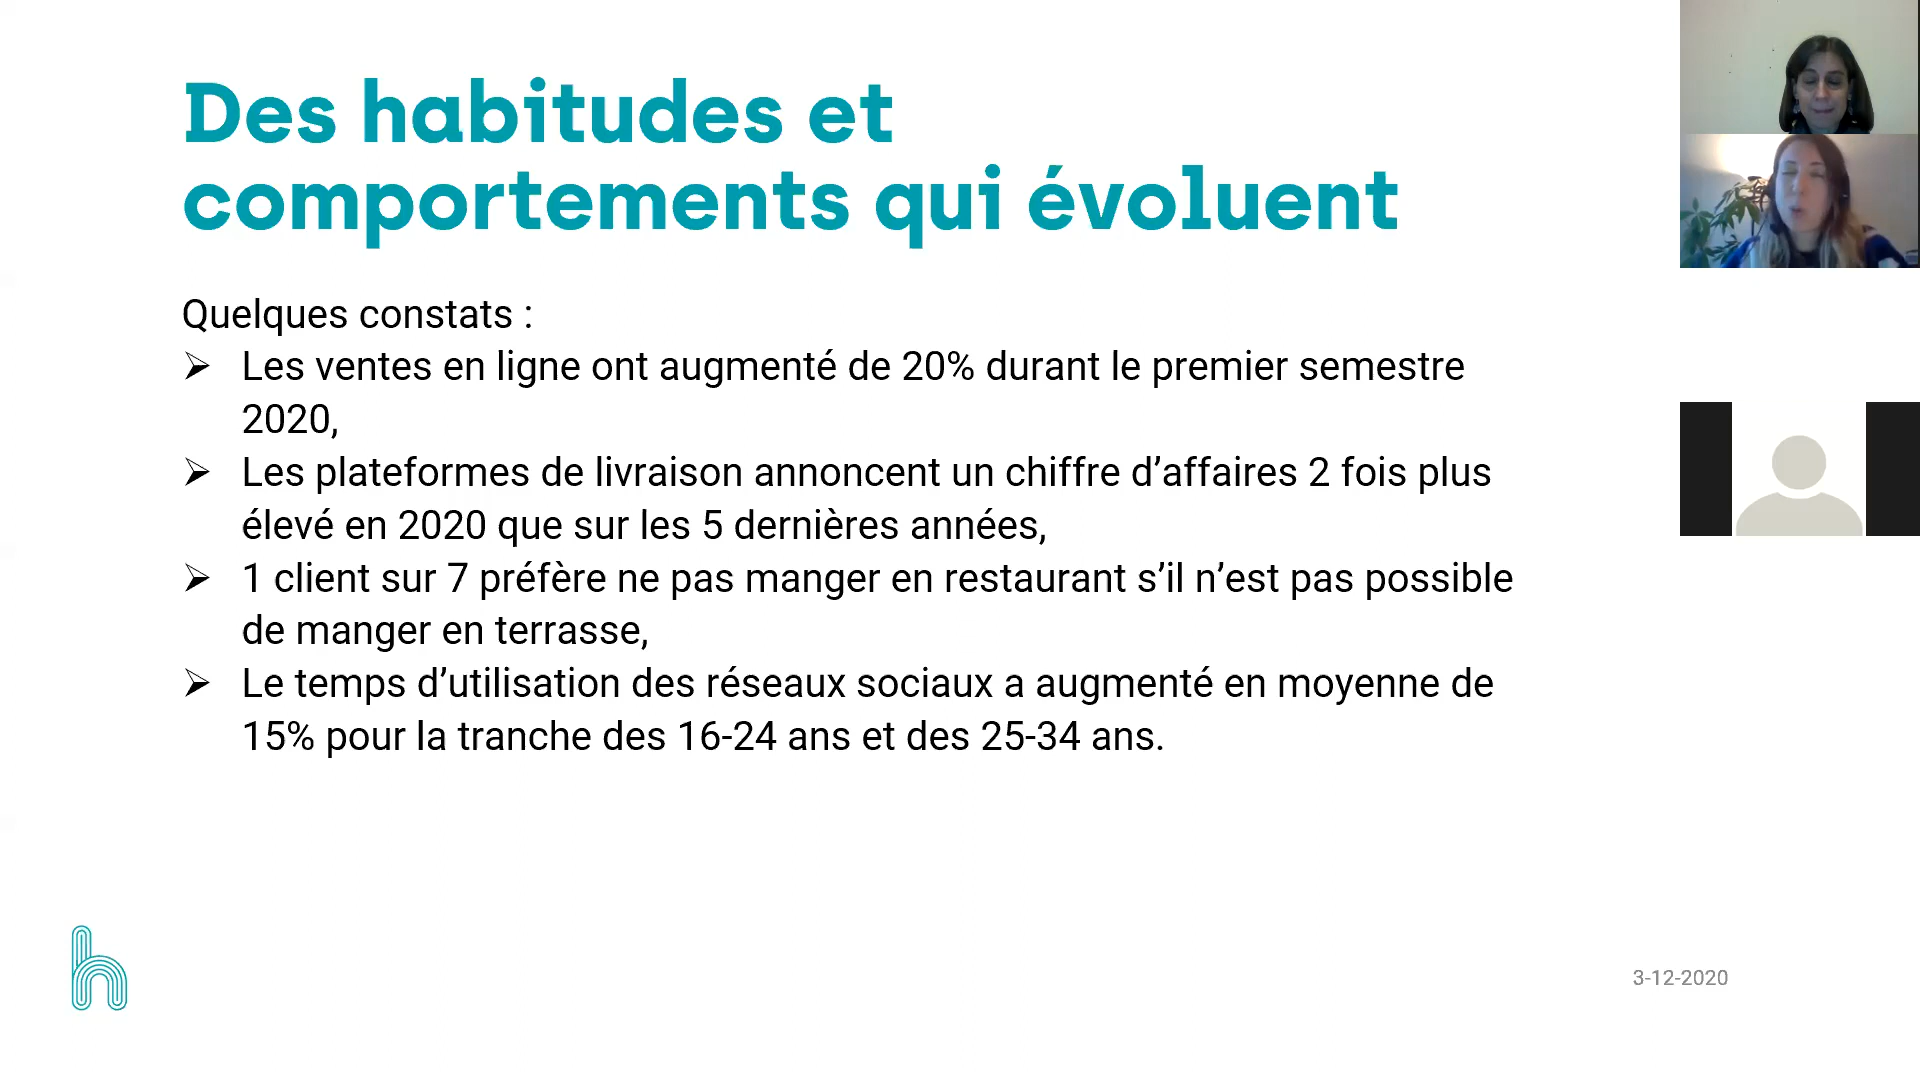 Des habitudes et
comportements qui évoluent
Quelques constats :
➢ Les ventes en ligne ont augmenté de 20% durant le premier semestre
2020,
➢ Les plateformes de livraison annoncent un chiffre d’affaires 2 fois plus
élevé en 2020 que sur les 5 dernières années,
➢ 1 client sur 7 préfère ne pas manger en restaurant s’il n’est pas possible
de manger en terrasse,
➢ Le temps d’utilisation des réseaux sociaux a augmenté en moyenne de
15% pour la tranche des 16-24 ans et des 25-34 ans.
h
3-12-2020